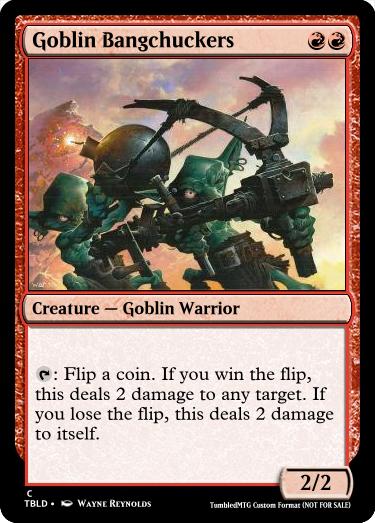 Goblin Bangchuckers
Creature — Goblin Warrior
: Flip a coin. If you win the flip,
this deals 2 damage to any target. If
you lose the flip, this deals 2 damage
to itself.
2/2
C
TBLD • Wayne Reynolds
TumbledMTG Custom Format (NOT FOR SALE)